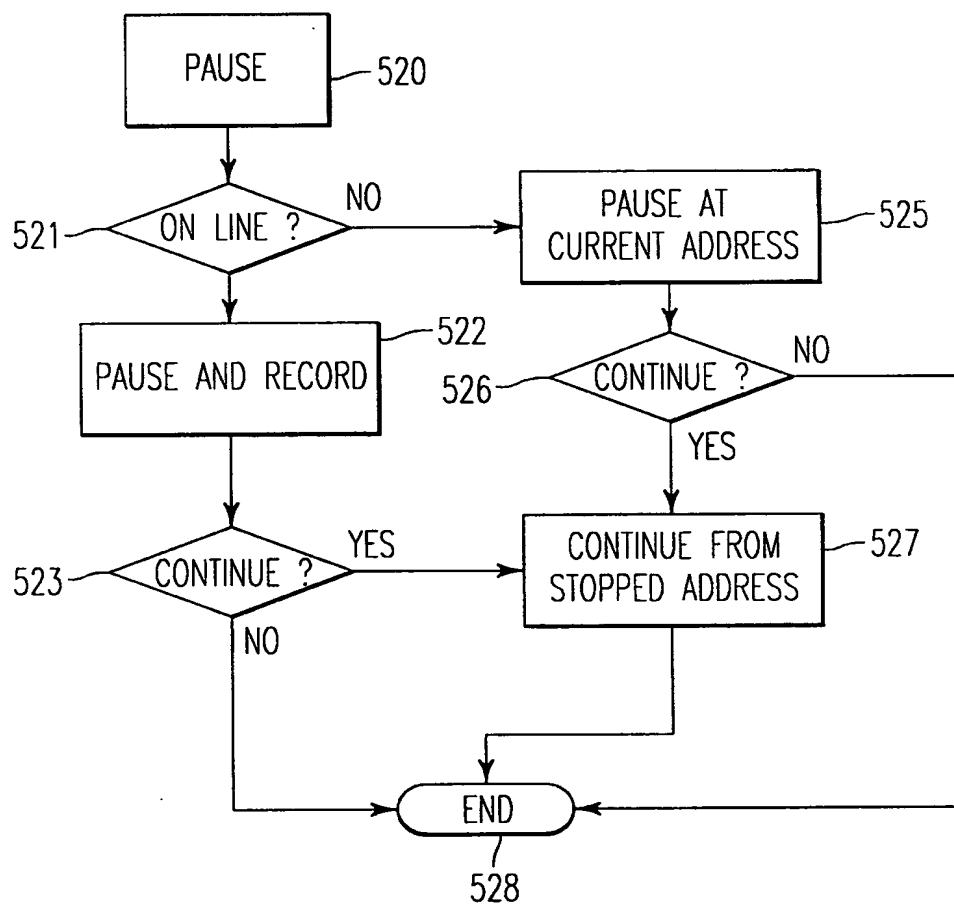 PAUSE
520
521
ON LINE ?
NO
PAUSE AT
CURRENT ADDRESS
525
PAUSE AND RECORD
522
526
CONTINUE ?
NO
YES
523
CONTINUE ?
YES
NO
CONTINUE FROM
STOPPED ADDRESS
527
END
528